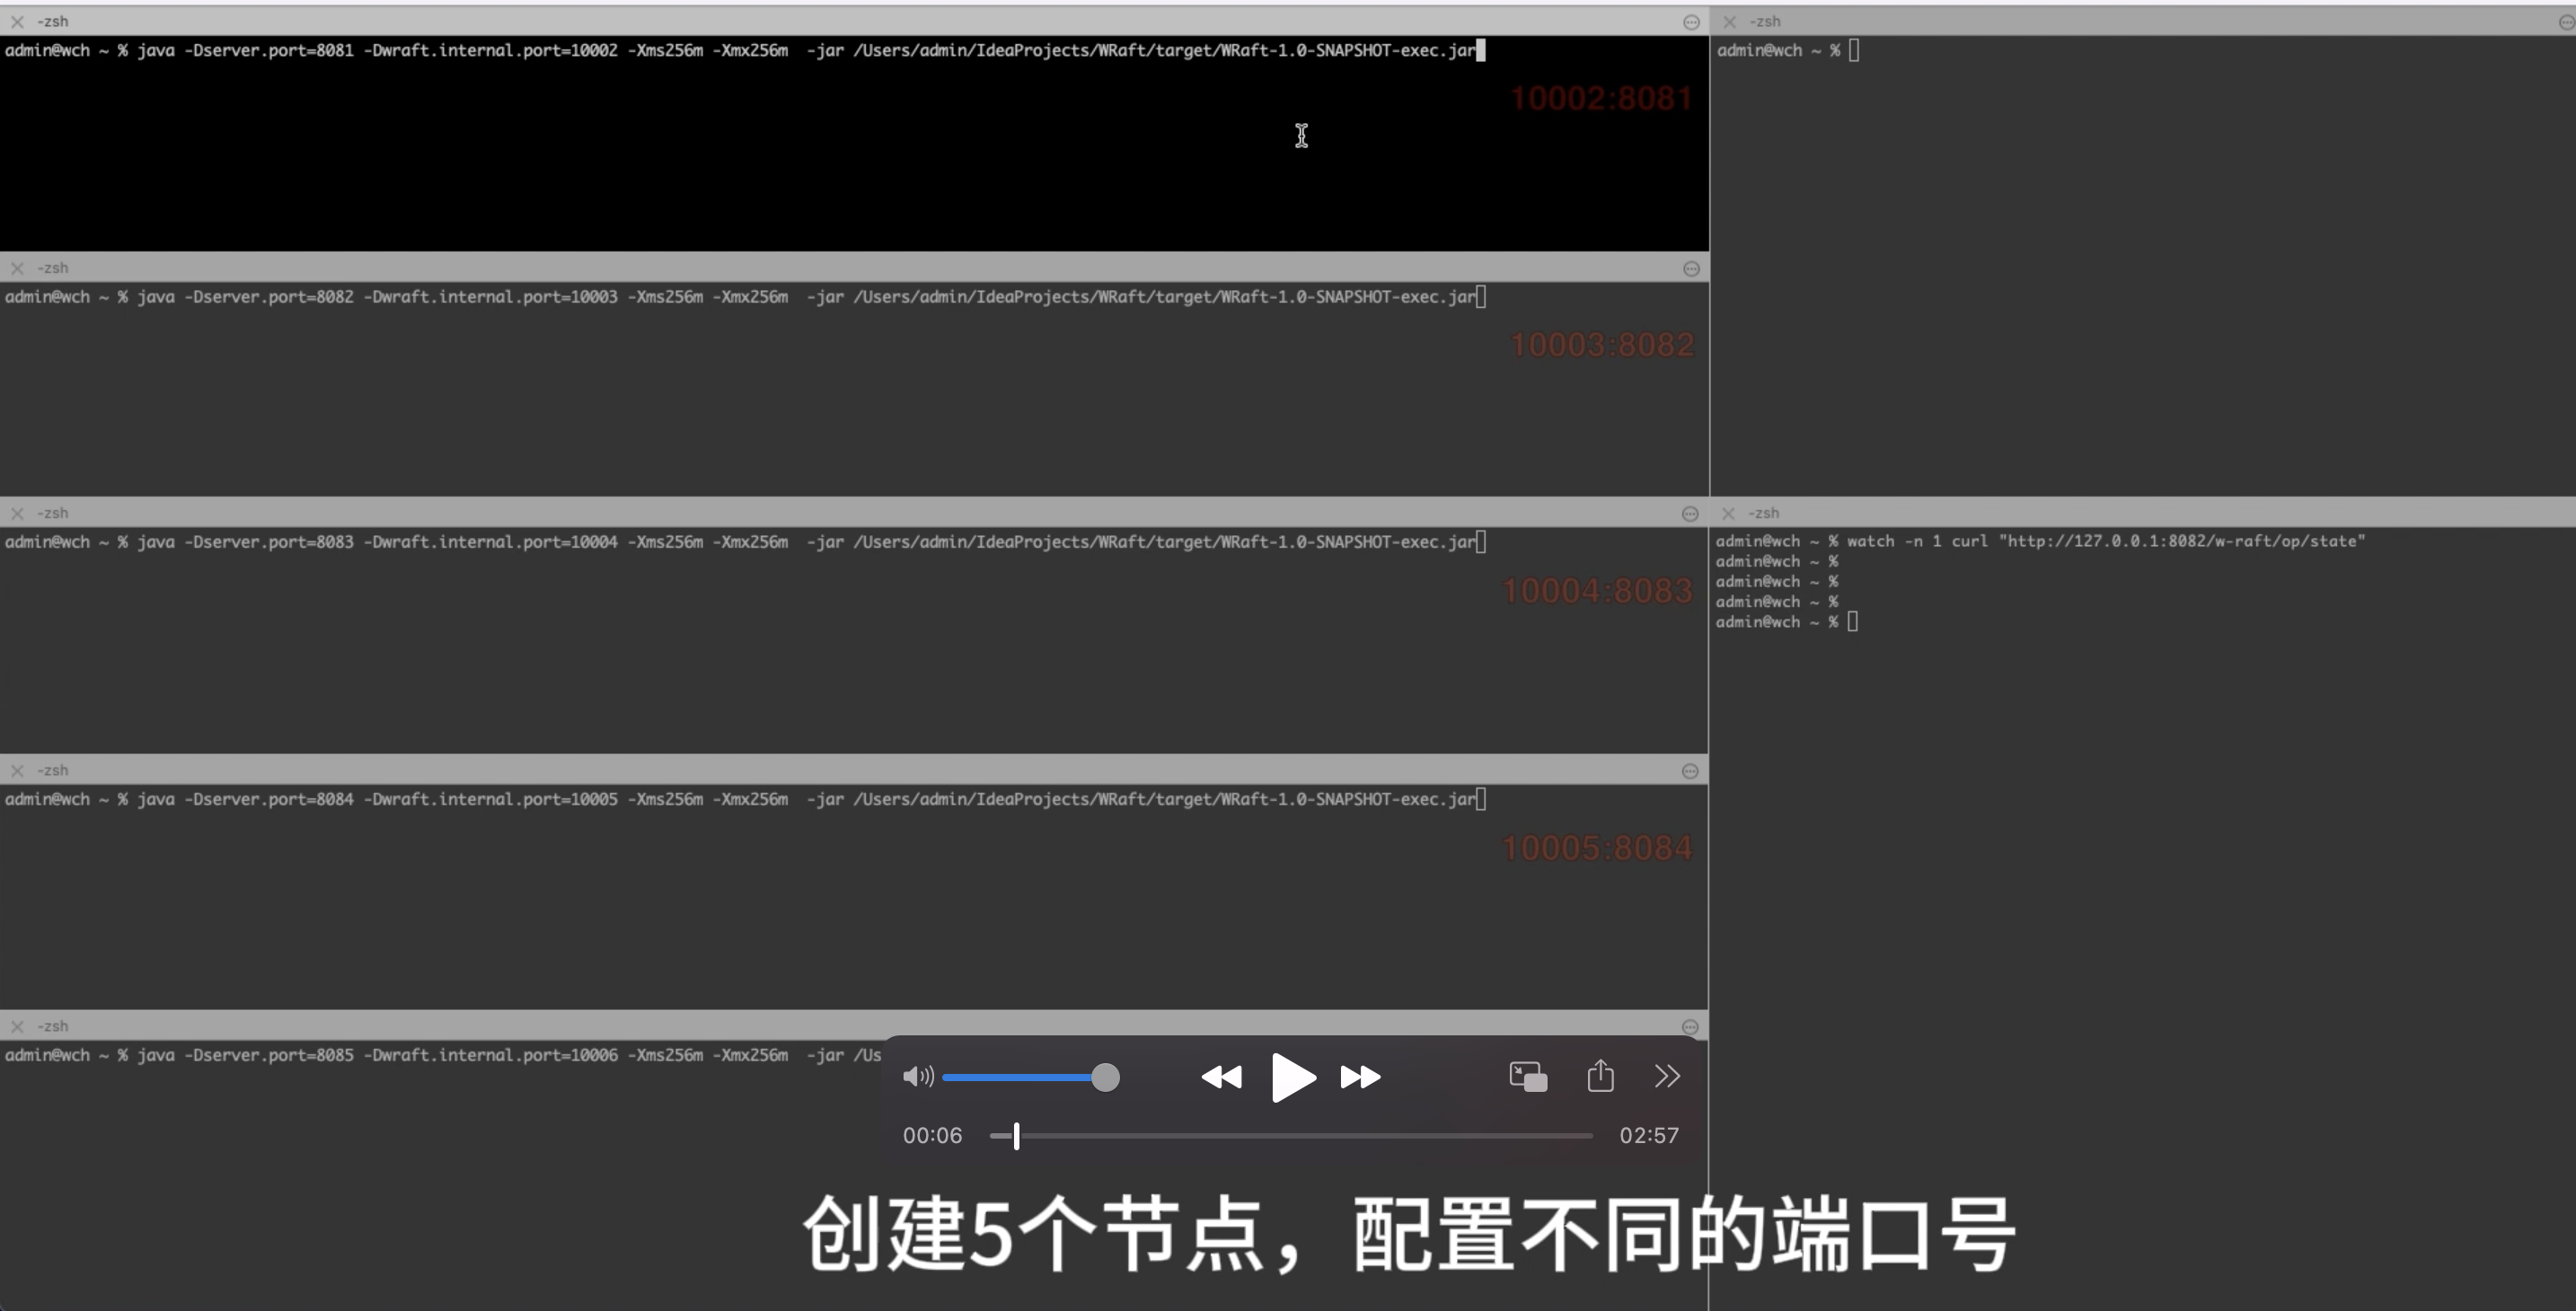 -zsh
admin@wch ~ % java -Dserver.port=8081 -Dwraft.internal.port=10002 -Xms256m -Xmx256m  -jar /Users/admin/IdeaProjects/WRaft/target/WRaft-1.0-SNAPSHOT-exec.jar
10002:8081
-zsh
admin@wch ~ % java -Dserver.port=8082 -Dwraft.internal.port=10003 -Xms256m -Xmx256m  -jar /Users/admin/IdeaProjects/WRaft/target/WRaft-1.0-SNAPSHOT-exec.jar
10003:8082
-zsh
admin@wch ~ % java -Dserver.port=8083 -Dwraft.internal.port=10004 -Xms256m -Xmx256m  -jar /Users/admin/IdeaProjects/WRaft/target/WRaft-1.0-SNAPSHOT-exec.jar
10004:8083
-zsh
admin@wch ~ % java -Dserver.port=8084 -Dwraft.internal.port=10005 -Xms256m -Xmx256m  -jar /Users/admin/IdeaProjects/WRaft/target/WRaft-1.0-SNAPSHOT-exec.jar
10005:8084
-zsh
admin@wch ~ % java -Dserver.port=8085 -Dwraft.internal.port=10006 -Xms256m -Xmx256m  -jar /Us
-zsh
admin@wch ~ %
-zsh
admin@wch ~ % watch -n 1 curl "http://127.0.0.1:8082/w-raft/op/state"
admin@wch ~ %
admin@wch ~ %
admin@wch ~ %
admin@wch ~ %
00:06
02:57
创建5个节点，配置不同的端口号